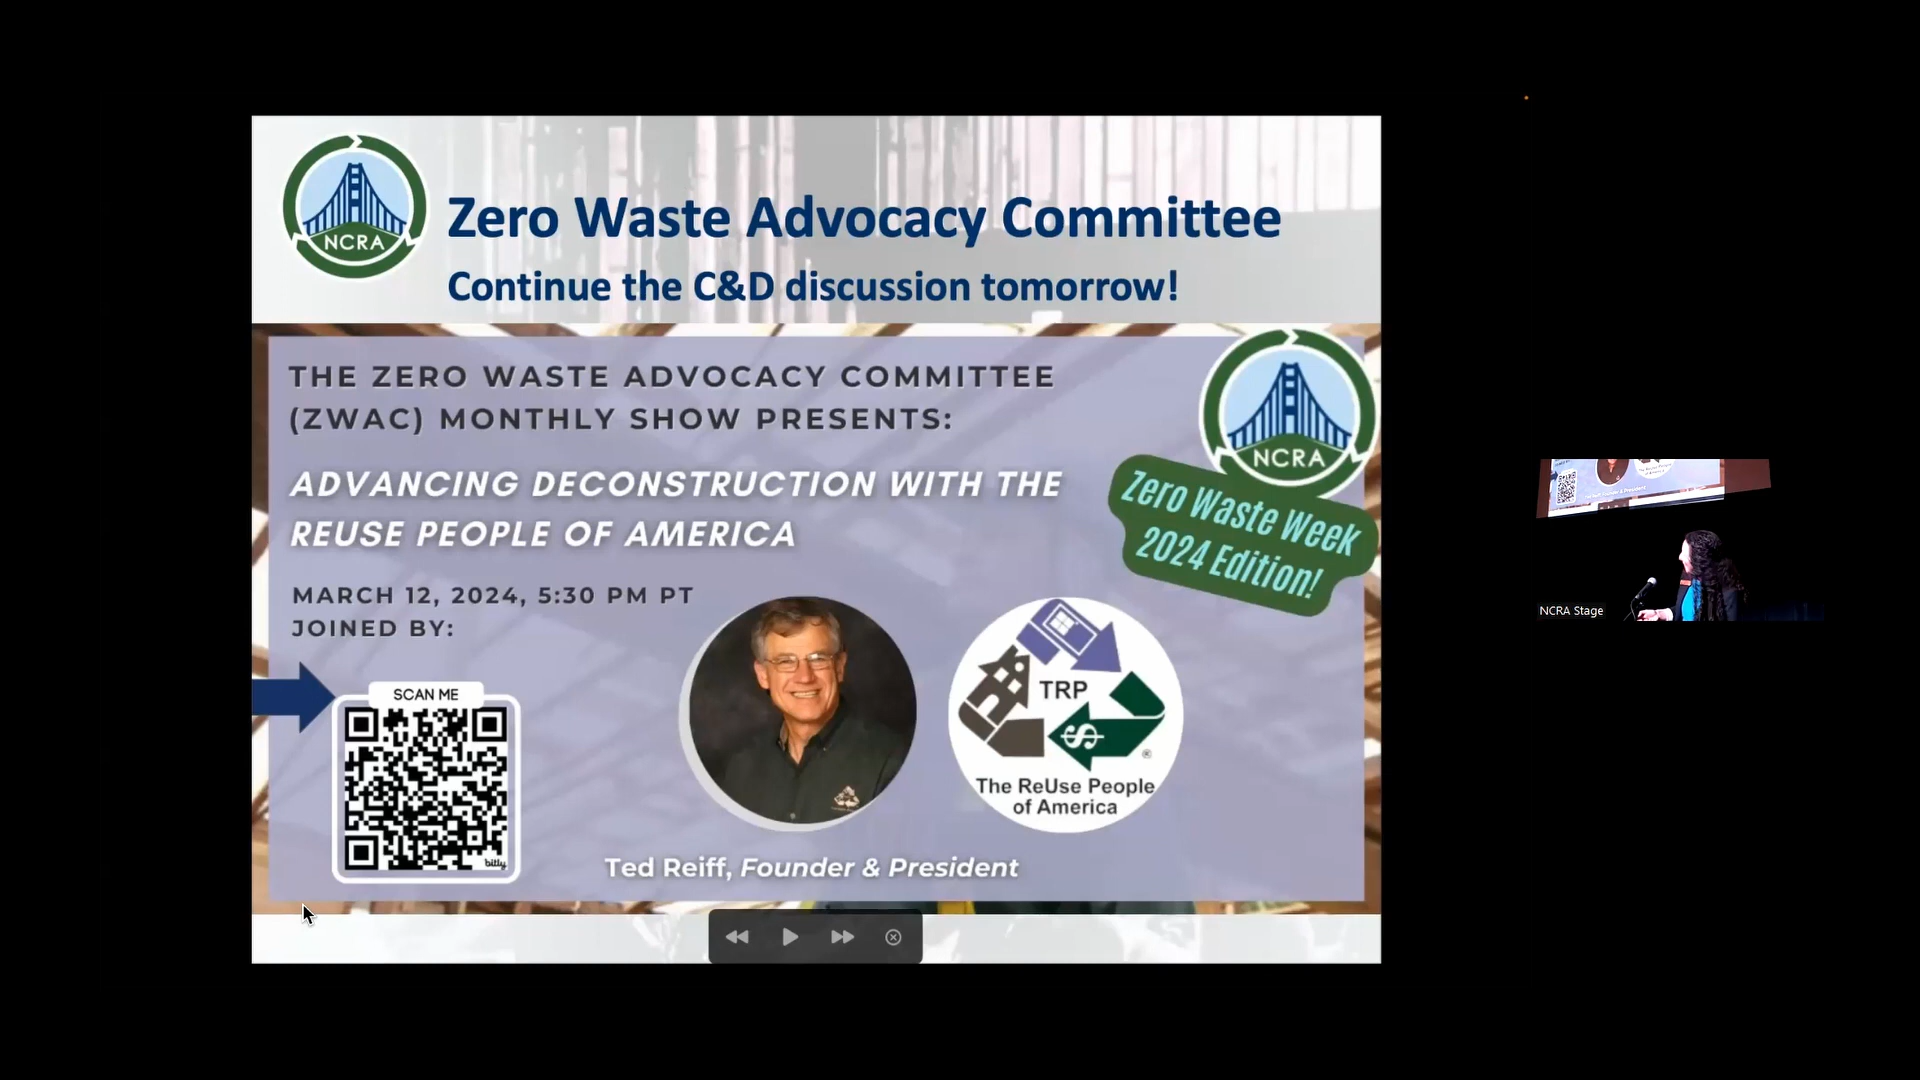 NCRA
Zero Waste Advocacy Committee
Continue the C&D discussion tomorrow!
THE ZERO WASTE ADVOCACY COMMITTEE
(ZWAC) MONTHLY SHOW PRESENTS:
NCRA
ADVANCING DECONSTRUCTION WITH THE
REUSE PEOPLE OF AMERICA
Zero Waste Week
2024 Edition!
MARCH 12, 2024, 5:30 PM PT
JOINED BY:
SCAN ME
bitly
TRP
$
®
The ReUse People
of America
Ted Reiff, Founder & President
NCRA Stage